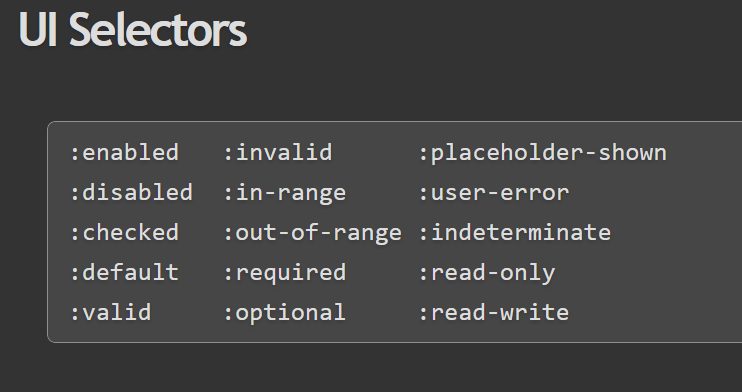 UI Selectors
:enabled :invalid :placeholder-shown
:disabled :in-range :user-error
:checked :out-of-range :indeterminate
:default :required :read-only
:valid :optional :read-write